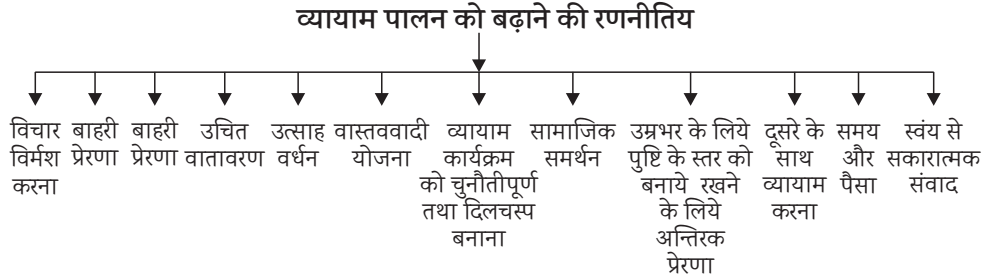 व्यायाम पालन को बढ़ाने की रणनीतिय
विचार
विर्मश
करना
बाहरी
प्रेरणा
बाहरी
प्रेरणा
उचित
वातावरण
उत्साह
वर्धन
वास्तववादी
योजना
व्यायाम
कार्यक्रम
को चुनौतीपूर्ण
तथा दिलचस्प
बनाना
सामाजिक
समर्थन
उम्रभर के लिये
पुष्टि के स्तर को
बनाये रखने
के लिये
अन्तिरक
प्रेरणा
दूसरे के
साथ
व्यायाम
करना
समय
और
पैसा
स्वंय से
सकारात्मक
संवाद